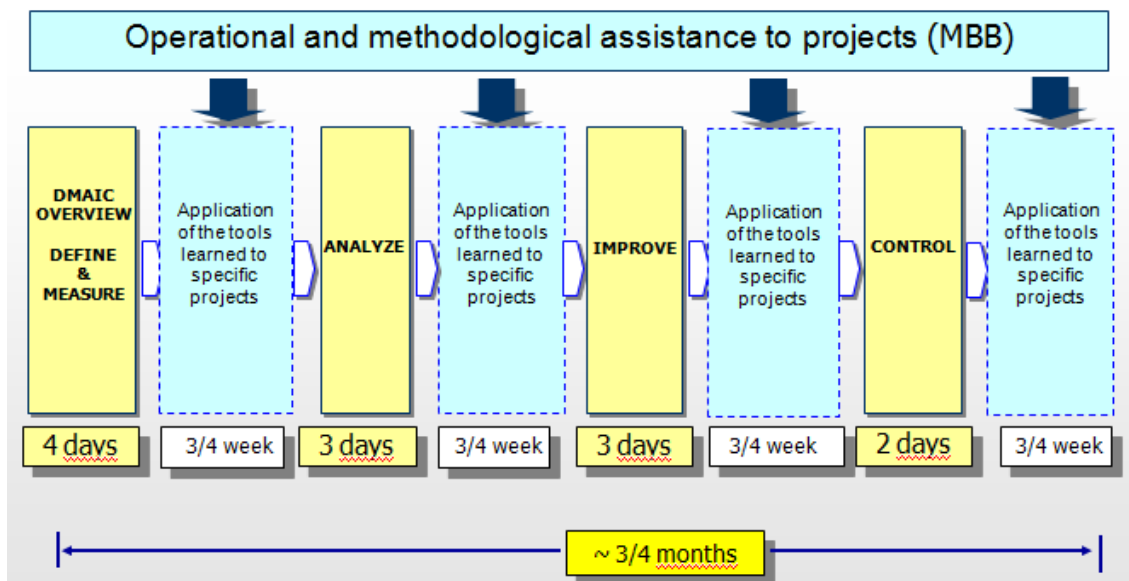 Operational and methodological assistance to projects (MBB)
DMAIC
OVERVIEW
DEFINE
&
MEASURE
Application
of the tools
learned to
specific
projects
ANALYZE
Application
of the tools
learned to
specific
projects
IMPROVE
Application
of the tools
learned to
specific
projects
CONTROL
Application
of the tools
learned to
specific
projects
4 days
3/4 week
3 days
3/4 week
3 days
3/4 week
2 days
3/4 week
~ 3/4 months